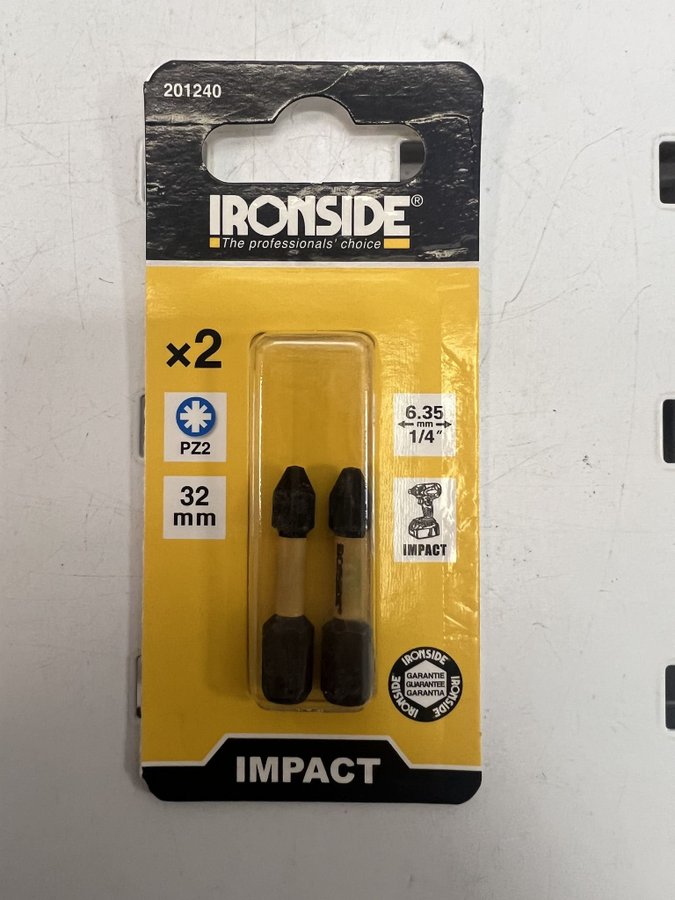 201240
IRONSIDE®
The professionals' choice
×2
PZ2
32
mm
6.35
mm
1/4"
IMPACT
IRONSIDE
IRONSIDE
IRONSIDE
GARANTIE
GUARANTEE
GARANTIA
IRONSIDE
IMPACT